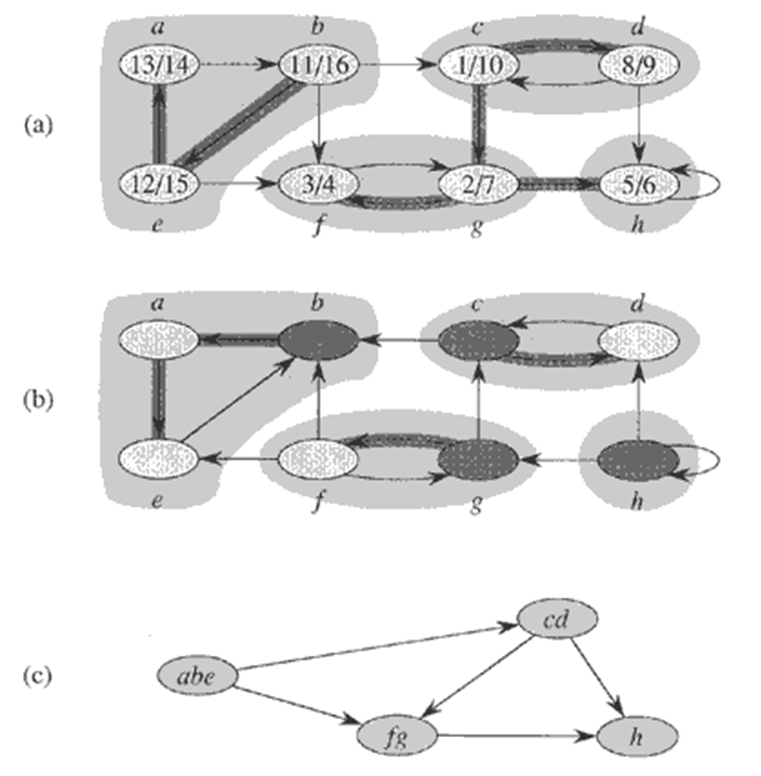 a b c d
(a) 13/14 11/16 1/10 8/9
12/15 3/4 2/7 5/6
e f g h
a b c d
(b)
e f g h
cd
(c) abe
fg h